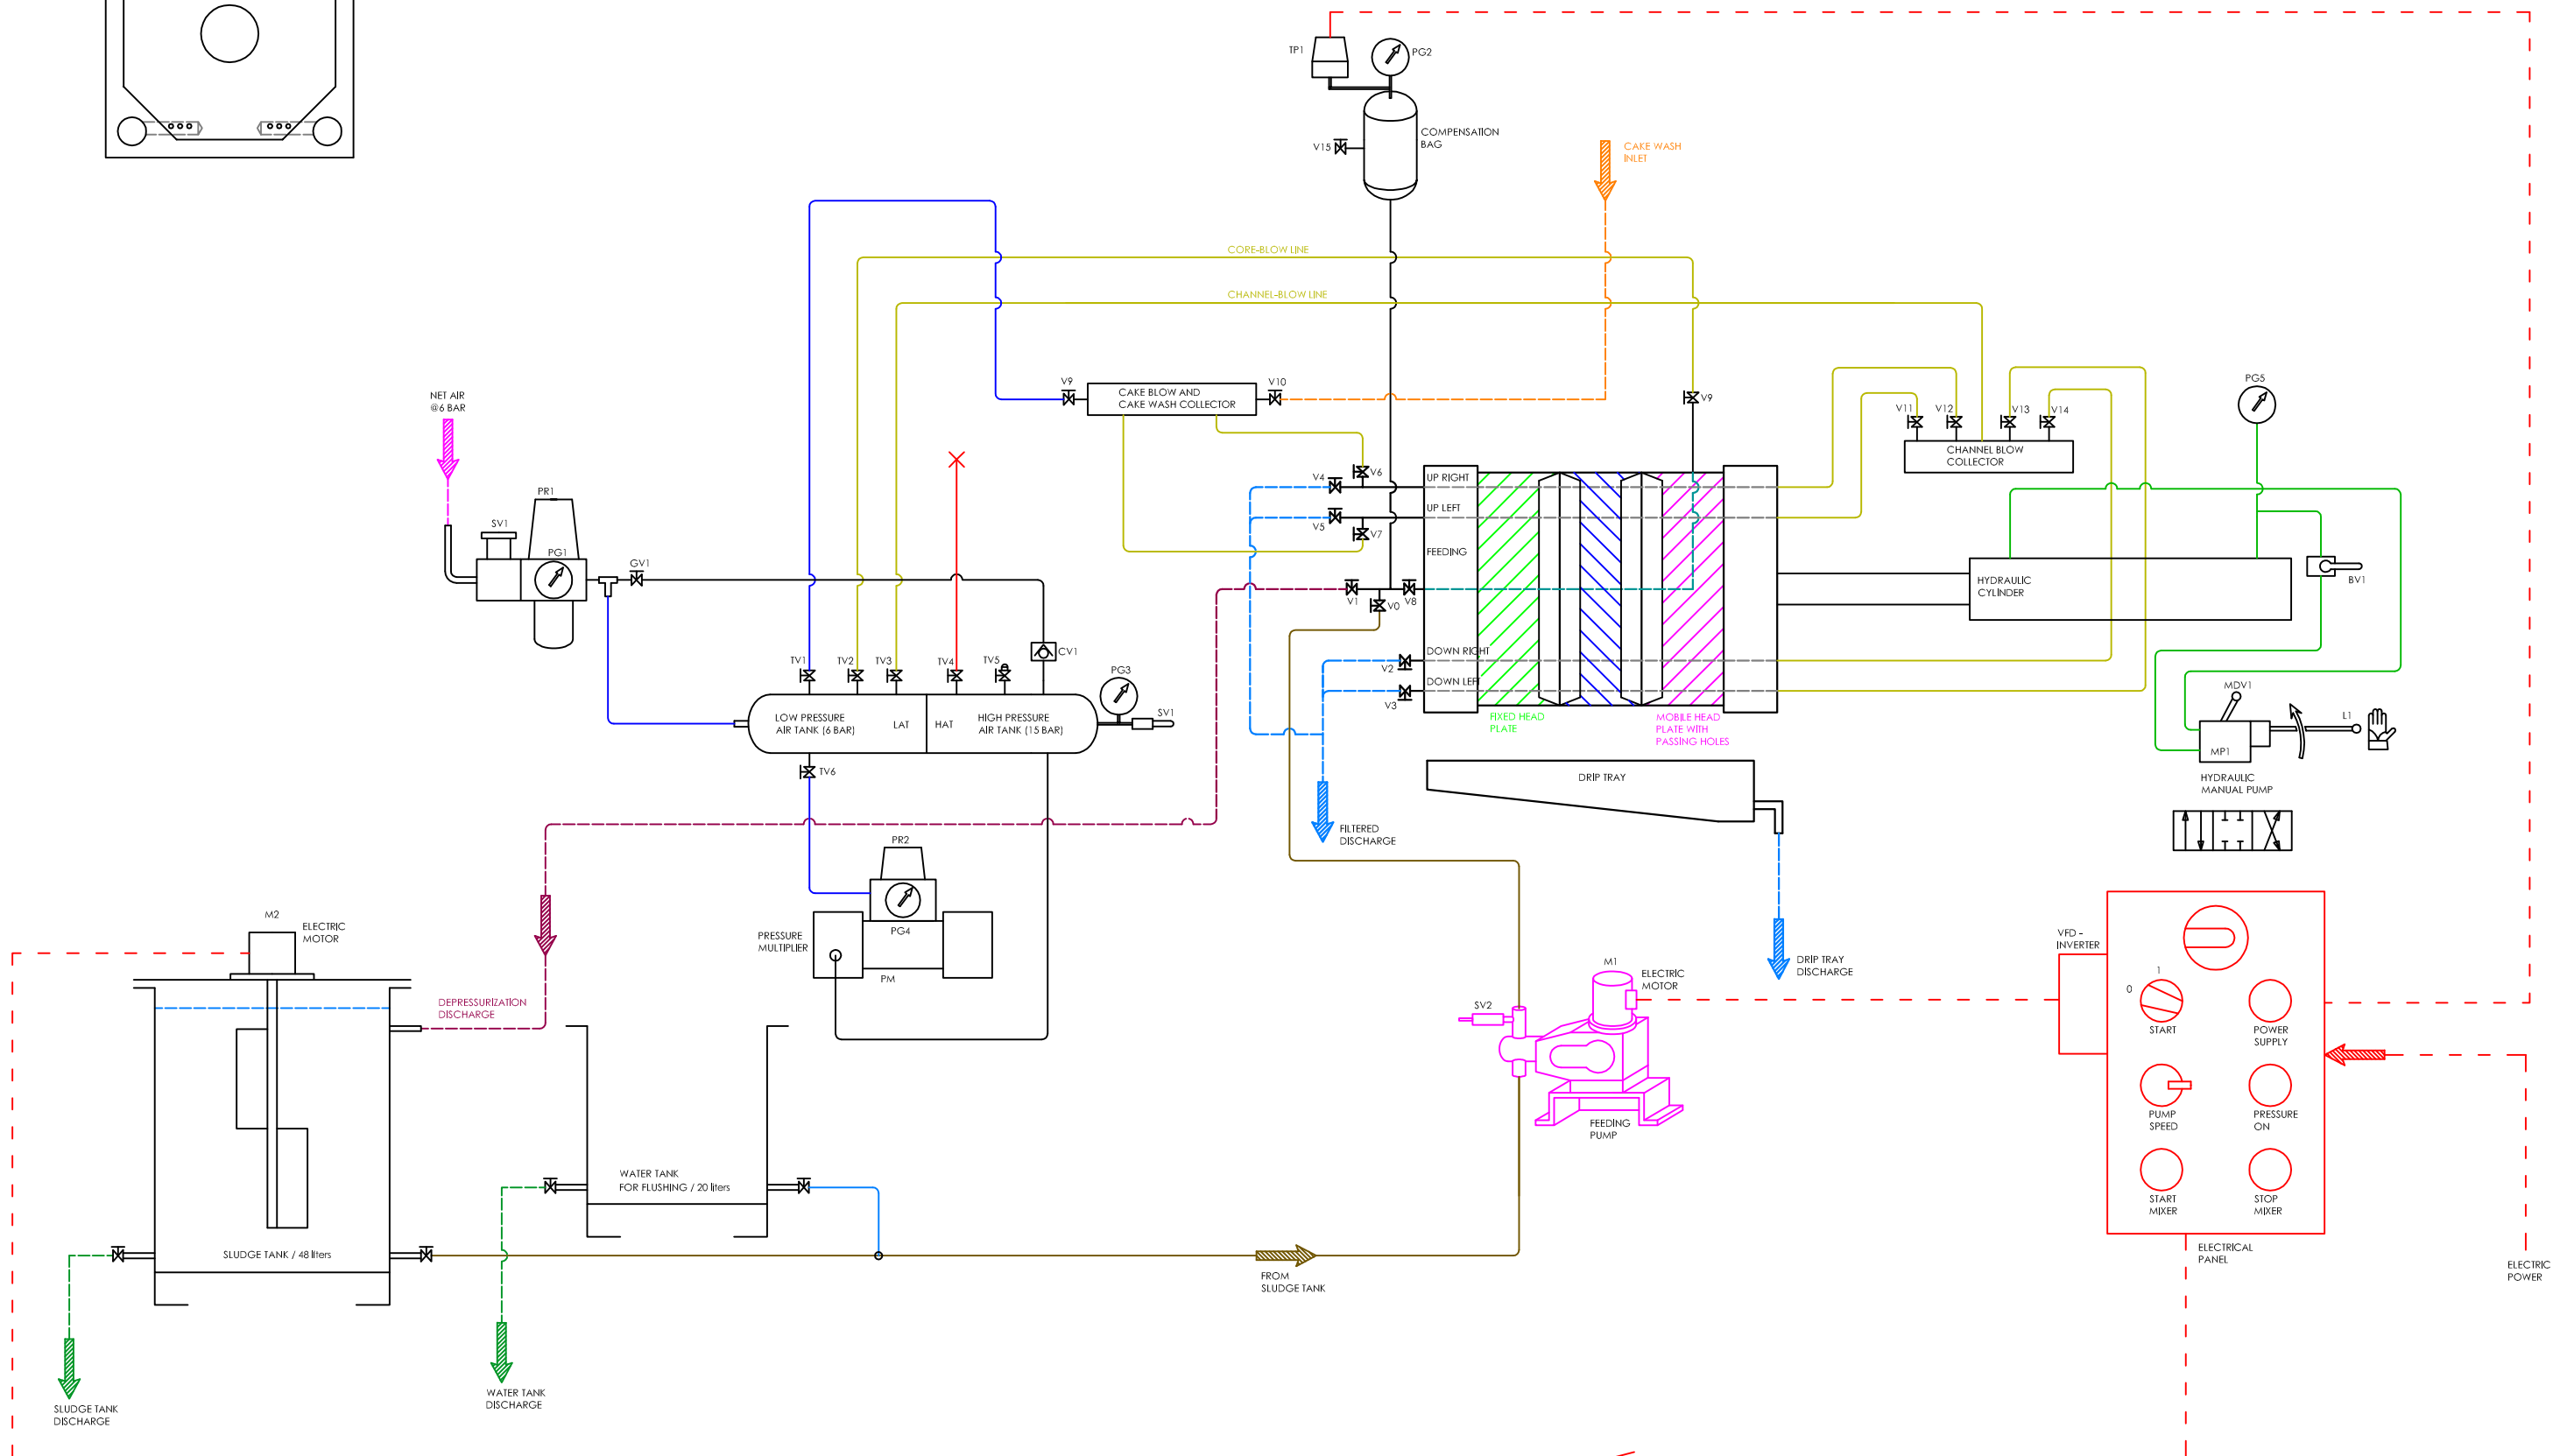 TP1
PG2
COMPENSATION
BAG
V15
CAKE WASH
INLET
CORE-BLOW LINE
CHANNEL-BLOW LINE
NET AIR
@6 BAR
V9
CAKE BLOW AND
CAKE WASH COLLECTOR
V10
V9
PG5
V11
V12
V13
V14
CHANNEL BLOW
COLLECTOR
PR1
SV1
PG1
GV1
V4
V6
UP RIGHT
V5
V7
UP LEFT
FEEDING
V1
V0
V8
HYDRAULIC
CYLINDER
BV1
TV1
TV2
TV3
TV4
TV5
CV1
PG3
SV1
LOW PRESSURE
AIR TANK (6 BAR)
LAT
HAT
HIGH PRESSURE
AIR TANK (15 BAR)
V2
DOWN RIGHT
V3
DOWN LEFT
FIXED HEAD
PLATE
MOBILE HEAD
PLATE WITH
PASSING HOLES
MDV1
L1
MP1
HYDRAULIC
MANUAL PUMP
TV6
DRIP TRAY
FILTERED
DISCHARGE
PR2
PG4
PRESSURE
MULTIPLIER
PM
M2
ELECTRIC
MOTOR
DEPRESSURIZATION
DISCHARGE
DRIP TRAY
DISCHARGE
M1
ELECTRIC
MOTOR
SV2
FEEDING
PUMP
VFD -
INVERTER
1
0
START
POWER
SUPPLY
PUMP
SPEED
PRESSURE
ON
START
MIXER
STOP
MIXER
ELECTRICAL
PANEL
ELECTRIC
POWER
WATER TANK
FOR FLUSHING / 20 liters
SLUDGE TANK / 48 liters
FROM
SLUDGE TANK
WATER TANK
DISCHARGE
SLUDGE TANK
DISCHARGE